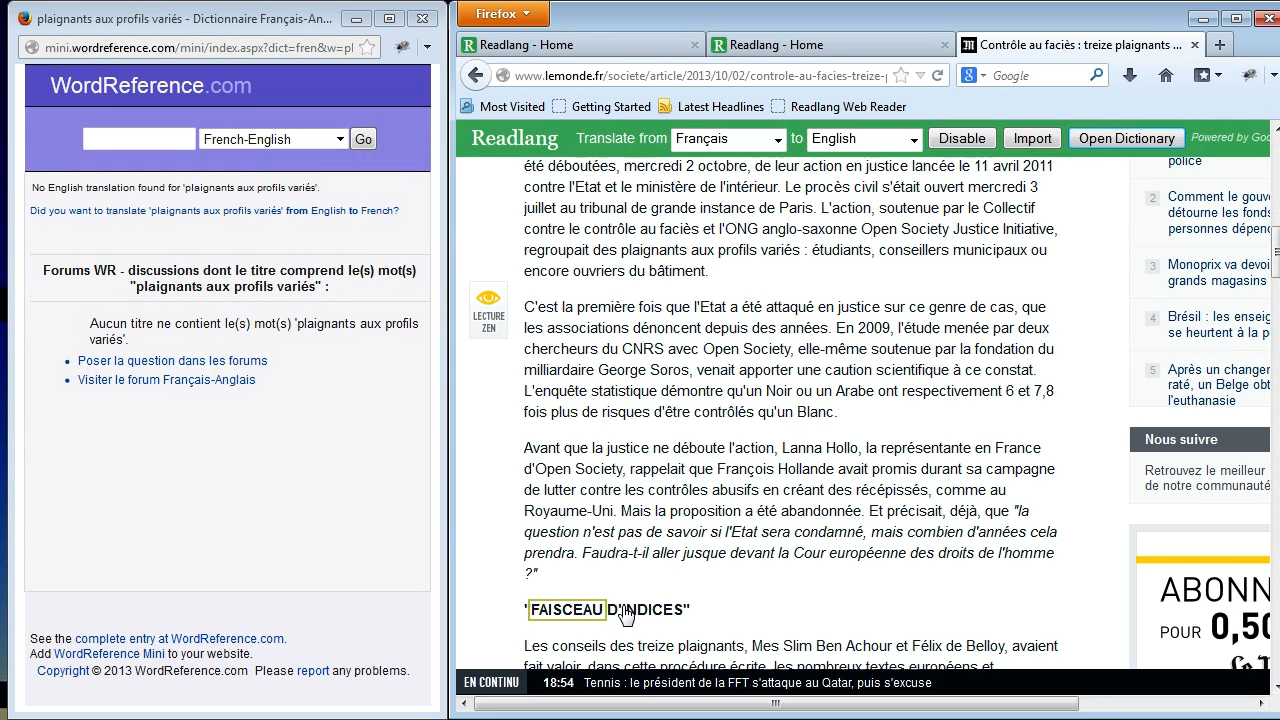 plaignants aux profils variés - Dictionnaire Français-An...
mini.wordreference.com/mini/index.aspx?dict=fren&w=pl
WordReference.com
French-English
Go
No English translation found for 'plaignants aux profils variés'.
Did you want to translate 'plaignants aux profils variés' from English to French?
Forums WR - discussions dont le titre comprend le(s) mot(s)
"plaignants aux profils variés" :
Aucun titre ne contient le(s) mot(s) 'plaignants aux profils
variés'.
Poser la question dans les forums
Visiter le forum Français-Anglais
See the complete entry at WordReference.com.
Add WordReference Mini to your website.
Copyright © 2013 WordReference.com Please report any problems.
Firefox
Readlang - Home
Readlang - Home
Contrôle au faciès : treize plaignants ...
www.lemonde.fr/societe/article/2013/10/02/controle-au-facies-treize-p
Google
Most Visited
Getting Started
Latest Headlines
Readlang Web Reader
Readlang
Translate from
Français
to
English
Disable
Import
Open Dictionary
Powered by Goo
été déboutées, mercredi 2 octobre, de leur action en justice lancée le 11 avril 2011
contre l'Etat et le ministère de l'intérieur. Le procès civil s'était ouvert mercredi 3
juillet au tribunal de grande instance de Paris. L'action, soutenue par le Collectif
contre le contrôle au faciès et l'ONG anglo-saxonne Open Society Justice Initiative,
regroupait des plaignants aux profils variés : étudiants, conseillers municipaux ou
encore ouvriers du bâtiment.
LECTURE
ZEN
C'est la première fois que l'Etat a été attaqué en justice sur ce genre de cas, que
les associations dénoncent depuis des années. En 2009, l'étude menée par deux
chercheurs du CNRS avec Open Society, elle-même soutenue par la fondation du
milliardaire George Soros, venait apporter une caution scientifique à ce constat.
L'enquête statistique démontre qu'un Noir ou un Arabe ont respectivement 6 et 7,8
fois plus de risques d'être contrôlés qu'un Blanc.
Avant que la justice ne déboute l'action, Lanna Hollo, la représentante en France
d'Open Society, rappelait que François Hollande avait promis durant sa campagne
de lutter contre les contrôles abusifs en créant des récépissés, comme au
Royaume-Uni. Mais la proposition a été abandonnée. Et précisait, déjà, que "la
question n'est pas de savoir si l'Etat sera condamné, mais combien d'années cela
prendra. Faudra-t-il aller jusque devant la Cour européenne des droits de l'homme
?"
"FAISCEAU D'INDICES"
Les conseils des treize plaignants, Mes Slim Ben Achour et Félix de Belloy, avaient
fait valoir, dans cette procédure écrite, les nombreux textes européens et
police
2
Comment le gouve
détourne les fonds
personnes dépend
3
Monoprix va devoi
grands magasins
4
Brésil : les enseig
se heurtent à la p
5
Après un changer
raté, un Belge obt
l'euthanasie
Nous suivre
Retrouvez le meilleur
de notre communauté
ABONN
POUR 0,50
EN CONTINU
18:54 Tennis : le président de la FFT s'attaque au Qatar, puis s'excuse